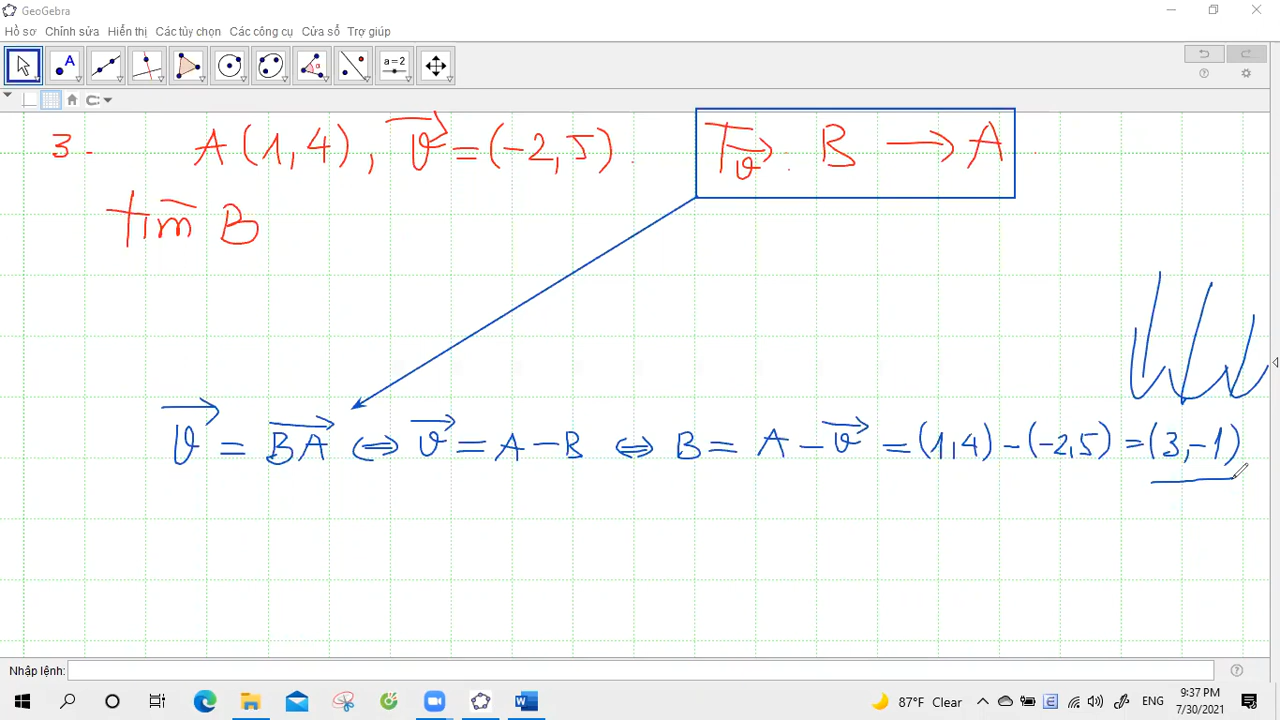 GeoGebra
Hồ sơ Chỉnh sửa Hiển thị Các tùy chọn Các công cụ Cửa sổ Trợ giúp
A
α
a = 2
3. A(1,4), v⃗ = (-2,5). T_v⃗ : B → A
tìm B
v⃗ = BA⃗ ⇔ v⃗ = A - B ⇔ B = A - v⃗ = (1,4) - (-2,5) = (3,-1)
Nhập lệnh:
87°F Clear ENG 9:37 PM
7/30/2021